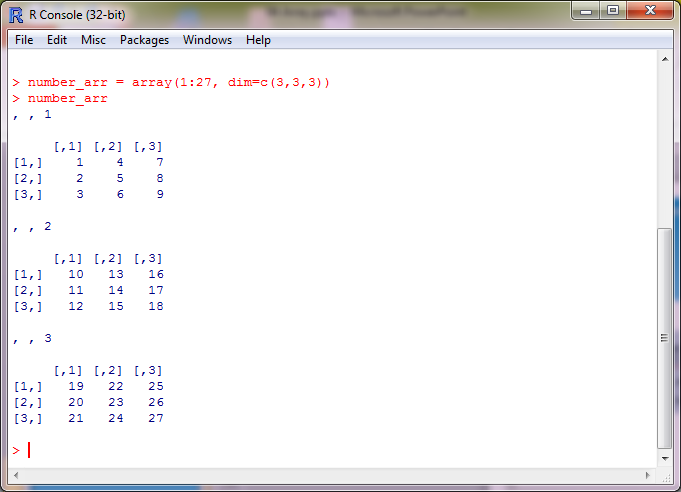 R Console (32-bit)
File Edit Misc Packages Windows Help
> number_arr = array(1:27, dim=c(3,3,3))
> number_arr
, , 1
[,1] [,2] [,3]
[1,] 1 4 7
[2,] 2 5 8
[3,] 3 6 9
, , 2
[,1] [,2] [,3]
[1,] 10 13 16
[2,] 11 14 17
[3,] 12 15 18
, , 3
[,1] [,2] [,3]
[1,] 19 22 25
[2,] 20 23 26
[3,] 21 24 27
>